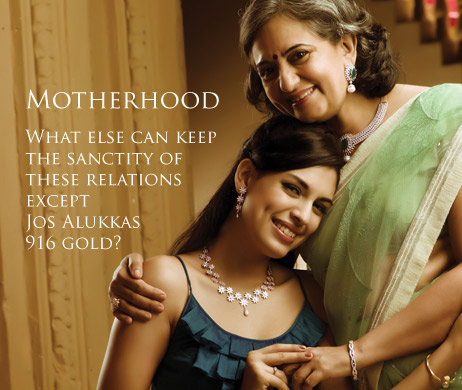 Motherhood
What else can keep
the sanctity of
these relations
except
Jos Alukkas
916 gold?